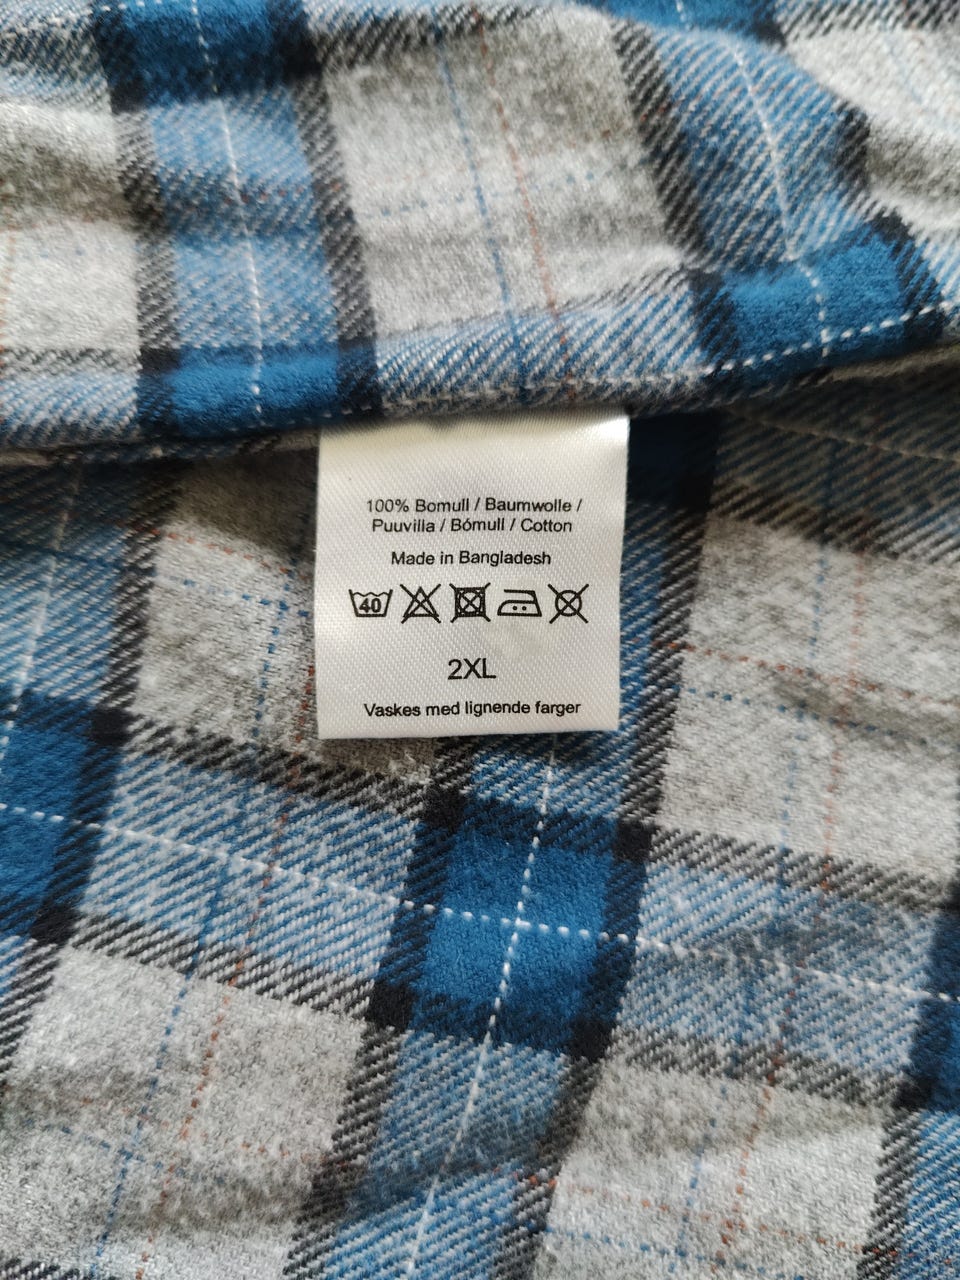 100% Bomull / Baumwolle /
Puuvilla / Bómull / Cotton
Made in Bangladesh
40
2XL
Vaskes med lignende farger